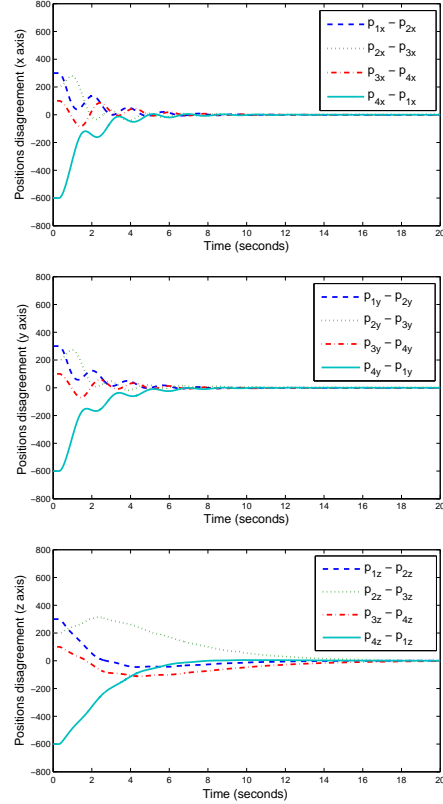 Positions disagreement (x axis)
800
600
400
200
0
−200
−400
−600
−800
0 2 4 6 8 10 12 14 16 18 20
Time (seconds)
p1x − p2x
p2x − p3x
p3x − p4x
p4x − p1x
Positions disagreement (y axis)
800
600
400
200
0
−200
−400
−600
−800
0 2 4 6 8 10 12 14 16 18 20
Time (seconds)
p1y − p2y
p2y − p3y
p3y − p4y
p4y − p1y
Positions disagreement (z axis)
800
600
400
200
0
−200
−400
−600
−800
0 2 4 6 8 10 12 14 16 18 20
Time (seconds)
p1z − p2z
p2z − p3z
p3z − p4z
p4z − p1z